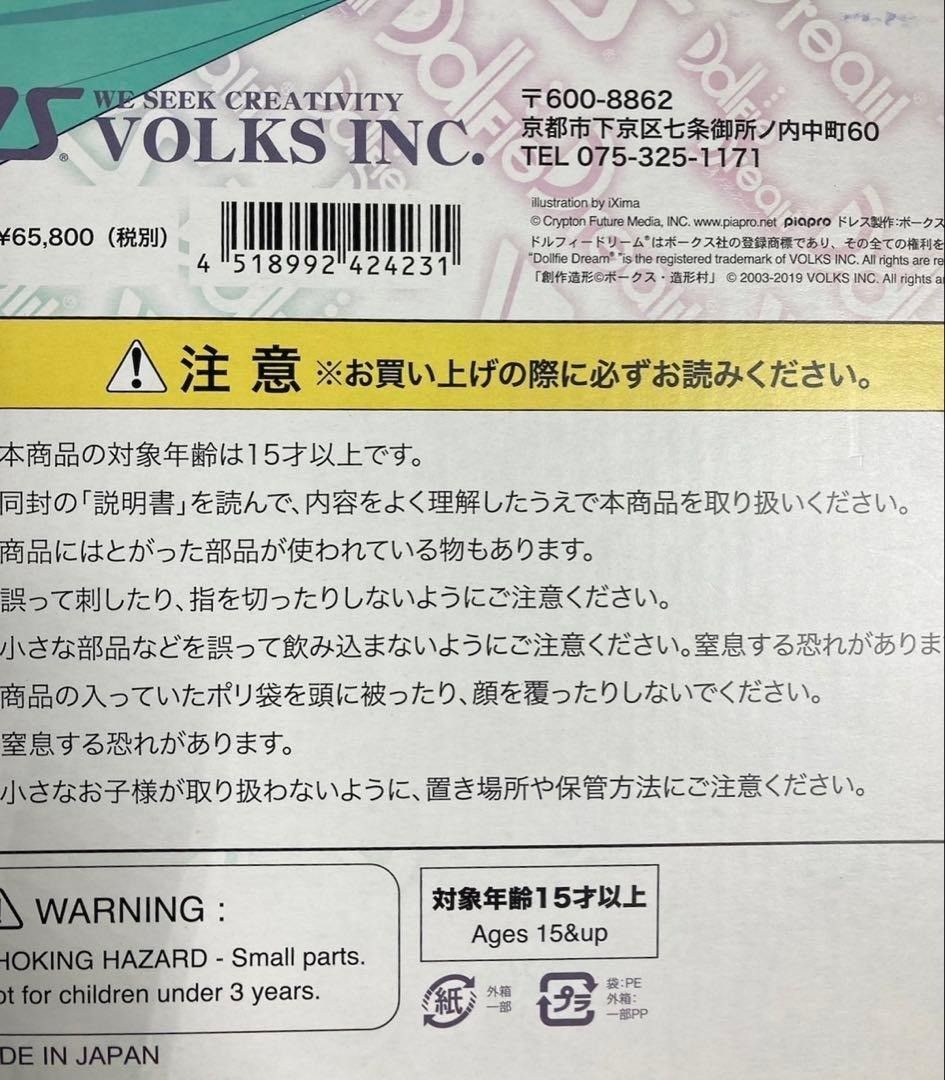 WE SEEK CREATIVITY
VOLKS INC.
〒600-8862
京都市下京区七条御所ノ内中町60
TEL 075-325-1171
illustration by iXima
© Crypton Future Media, INC. www.piapro.net piapro ドレス製作:ボークス
ドルフィードリーム®はボークス社の登録商標であり、その全ての権利を
"Dollfie Dream® "is the registered trademark of VOLKS INC. All rights are re
「創作造形©ボークス・造形村」 © 2003-2019 VOLKS INC. All rights a
¥65,800(税別)
4 518992 424231
注意 ※お買い上げの際に必ずお読みください。
本商品の対象年齢は15才以上です。
同封の「説明書」を読んで、内容をよく理解したうえで本商品を取り扱いください。
商品にはとがった部品が使われている物もあります。
誤って刺したり、指を切ったりしないようにご注意ください。
小さな部品などを誤って飲み込まないようにご注意ください。窒息する恐れがありま
商品の入っていたポリ袋を頭に被ったり、顔を覆ったりしないでください。
窒息する恐れがあります。
小さなお子様が取り扱わないように、置き場所や保管方法にご注意ください。
WARNING :
HOKING HAZARD - Small parts.
ot for children under 3 years.
対象年齢15才以上
Ages 15&up
紙 外箱一部
プラ 袋:PE
外箱:
一部PP
DE IN JAPAN